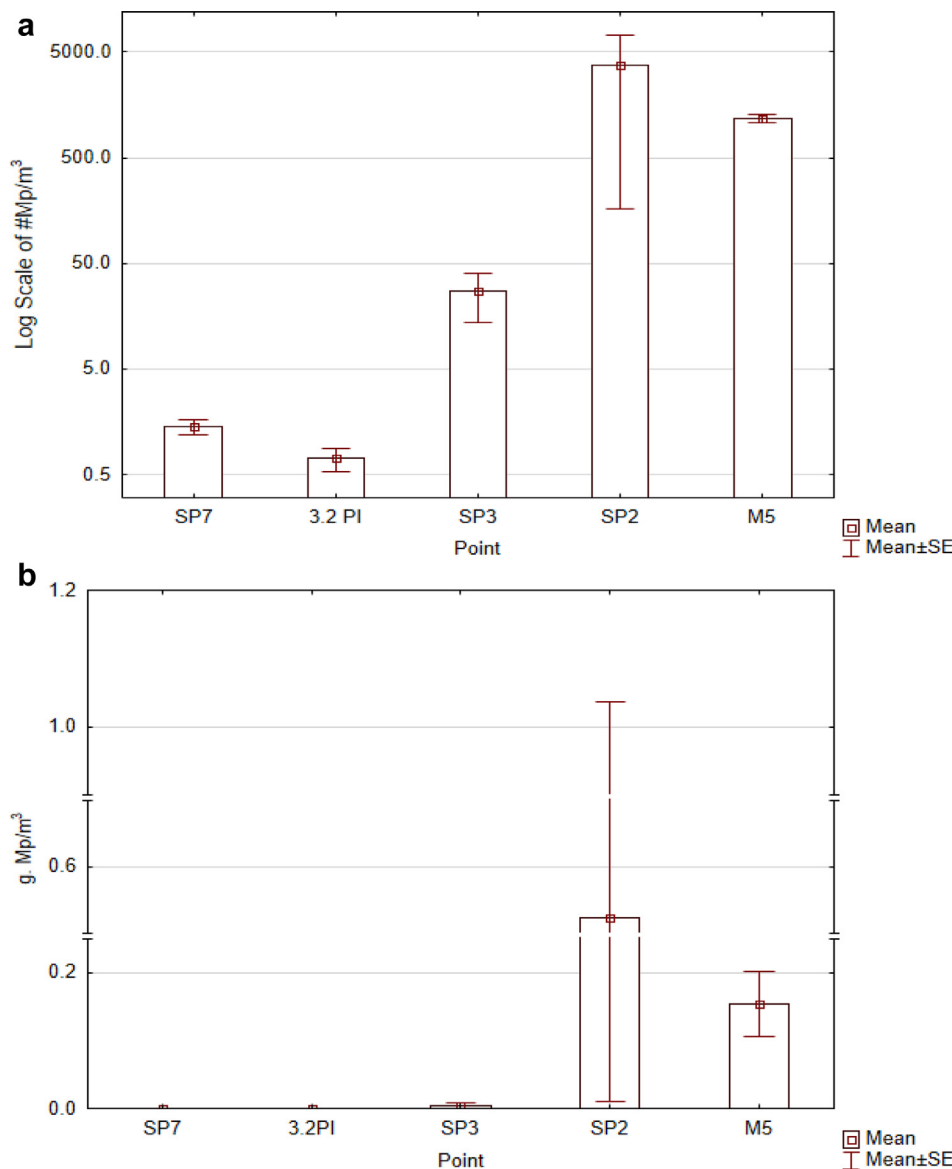 a
5000.0
500.0
50.0
5.0
0.5
Log Scale of #Mp/m³
SP7 3.2 PI SP3 SP2 M5
Point
Mean
Mean±SE
b
1.2
1.0
0.6
0.2
0.0
g. Mp/m³
SP7 3.2PI SP3 SP2 M5
Point
Mean
Mean±SE